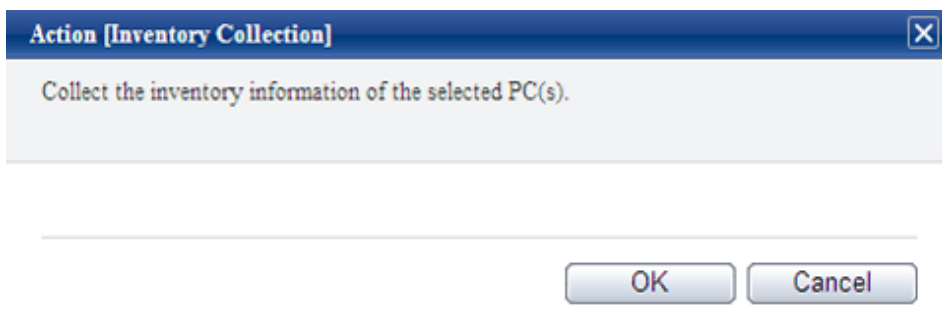 Action [Inventory Collection]
Collect the inventory information of the selected PC(s).
OK
Cancel